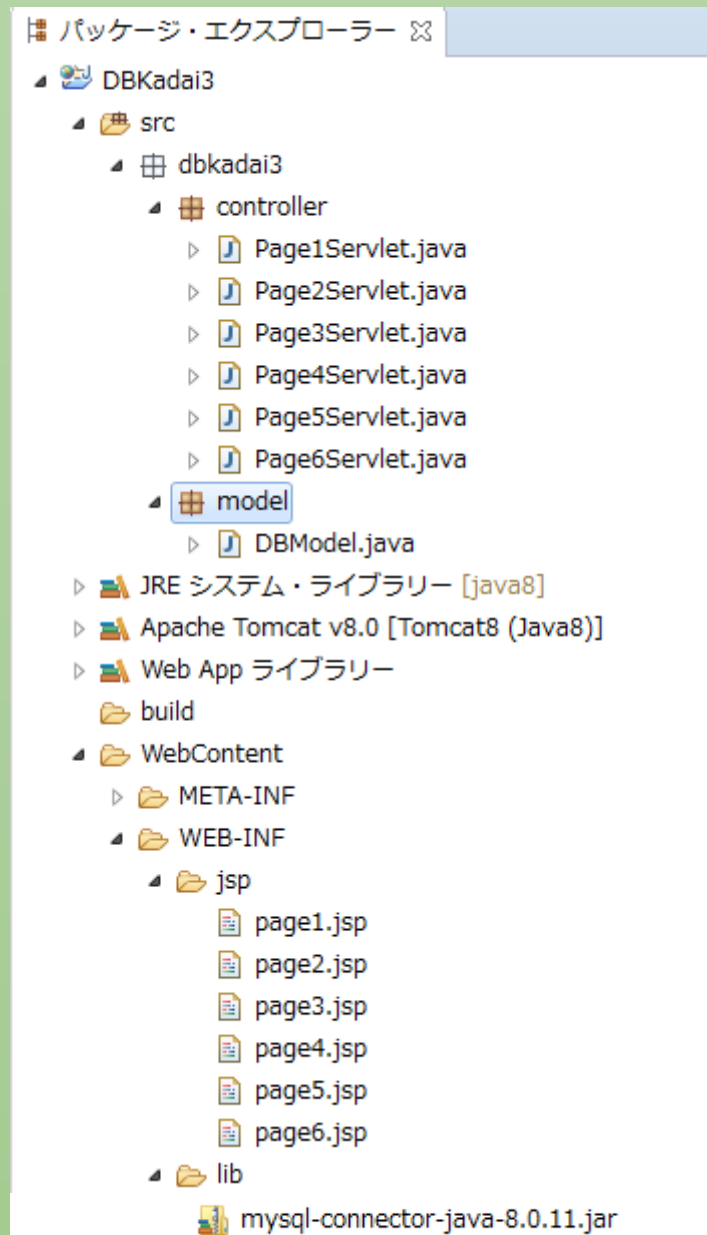 パッケージ・エクスプローラー
DBKadai3
src
dbkadai3
controller
Page1Servlet.java
Page2Servlet.java
Page3Servlet.java
Page4Servlet.java
Page5Servlet.java
Page6Servlet.java
model
DBModel.java
JRE システム・ライブラリー [java8]
Apache Tomcat v8.0 [Tomcat8 (Java8)]
Web App ライブラリー
build
WebContent
META-INF
WEB-INF
jsp
page1.jsp
page2.jsp
page3.jsp
page4.jsp
page5.jsp
page6.jsp
lib
mysql-connector-java-8.0.11.jar